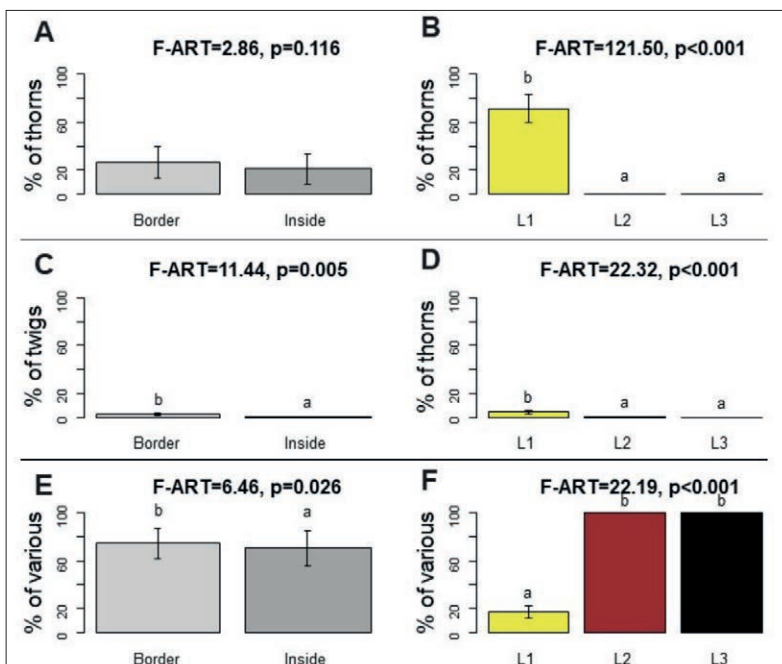 A
F-ART=2.86, p=0.116
% of thorns
0 20 60 100
Border Inside
B
F-ART=121.50, p<0.001
% of thorns
0 20 60 100
b a a
L1 L2 L3
C
F-ART=11.44, p=0.005
% of twigs
0 20 60 100
b a
Border Inside
D
F-ART=22.32, p<0.001
% of thorns
0 20 60 100
b a a
L1 L2 L3
E
F-ART=6.46, p=0.026
% of various
0 20 60 100
b a
Border Inside
F
F-ART=22.19, p<0.001
% of various
0 20 60 100
a b b
L1 L2 L3